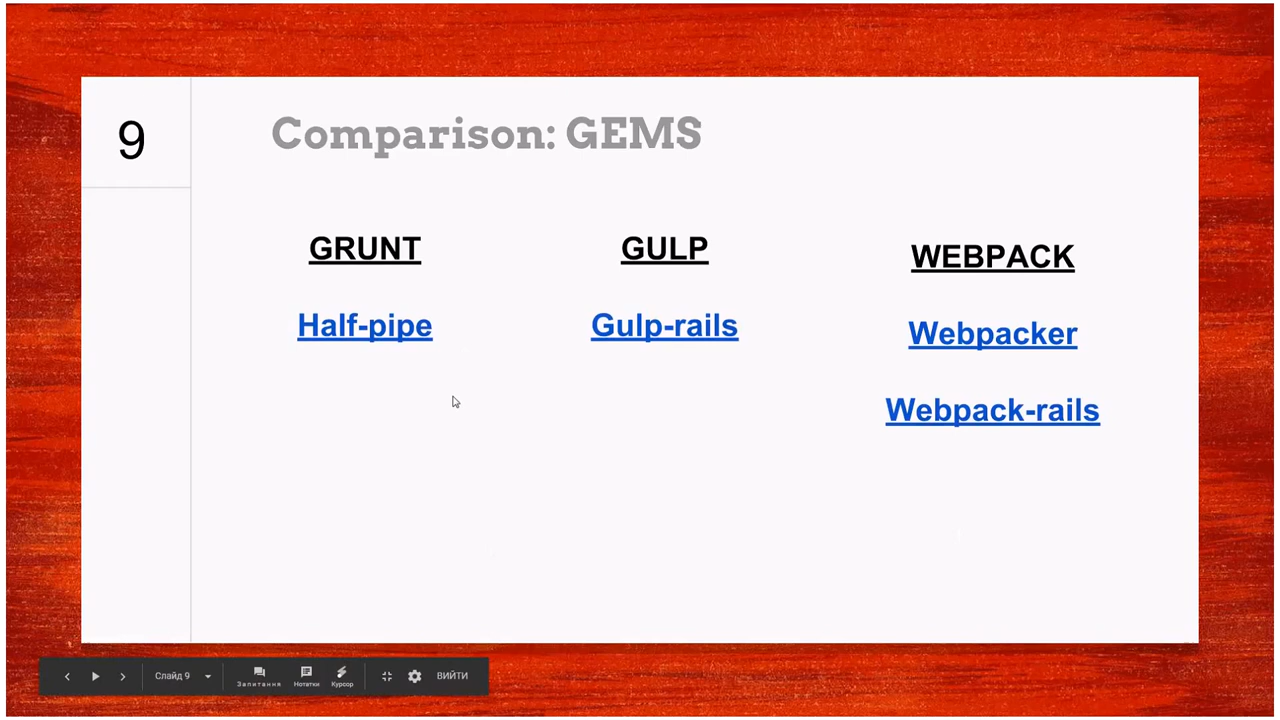 9
Comparison: GEMS
GRUNT
Half-pipe
GULP
Gulp-rails
WEBPACK
Webpacker
Webpack-rails
Слайд 9
Запитання
Нотатки
Курсор
ВИЙТИ